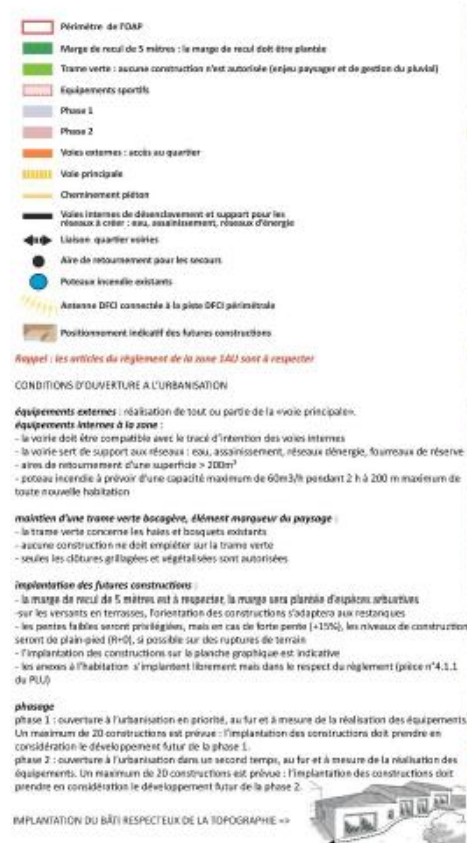 Périmètre de l'OAP
Marge de recul de 5 mètres : la marge de recul doit être plantée
Trame verte : aucune construction n'est autorisée (enjeu paysager et de gestion du pluvial)
Equipements sportifs
Phase 1
Phase 2
Voies externes : accès au quartier
Voie principale
Cheminement piéton
Voies internes de désenclavement et support pour les
réseaux à créer : eau, assainissement, réseaux d'énergie
Liaison quartier voiries
Aire de retournement pour les secours
Poteaux incendie existants
Antenne DFCI connectée à la piste DFCI périmétrale
Positionnement indicatif des futures constructions
Rappel : les articles du règlement de la zone 1AU sont à respecter
CONDITIONS D'OUVERTURE A L'URBANISATION
équipements externes : réalisation de tout ou partie de la «voie principale».
équipements internes à la zone :
- la voirie doit être compatible avec le tracé d'intention des voies internes
- la voirie sert de support aux réseaux : eau, assainissement, réseaux d'énergie, fourreaux de réserve
- aires de retournement d'une superficie > 200m²
- poteau incendie à prévoir d'une capacité maximum de 60m3/h pendant 2 h à 200 m maximum de
toute nouvelle habitation
maintien d'une trame verte bocagère, élément marqueur du paysage :
- la trame verte concerne les haies et bosquets existants
- aucune construction ne doit empiéter sur la trame verte
- seules les clôtures grillagées et végétalisées sont autorisées
implantation des futures constructions :
- la marge de recul de 5 mètres est à respecter, la marge sera plantée d'espèces arbustives
-sur les versants en terrasses, l'orientation des constructions s'adaptera aux restanques
- les pentes faibles seront privilégiées, mais en cas de forte pente (+15%), les niveaux de construction
seront de plain-pied (R+0), si possible sur des ruptures de terrain
- l'implantation des constructions sur la planche graphique est indicative
- les anexes à l'habitation s'implantent librement mais dans le respect du règlement (pièce n°4.1.1
du PLU)
phasage
phase 1 : ouverture à l'urbanisation en priorité, au fur et à mesure de la réalisation des équipements.
Un maximum de 20 constructions est prévue : l'implantation des constructions doit prendre en
considération le développement futur de la phase 1.
phase 2 : ouverture à l'urbanisation dans un second temps, au fur et à mesure de la réalisation des
équipements. Un maximum de 20 constructions est prévue : l'implantation des constructions doit
prendre en considération le développement futur de la phase 2.
IMPLANTATION DU BÂTI RESPECTEUX DE LA TOPOGRAPHIE =>